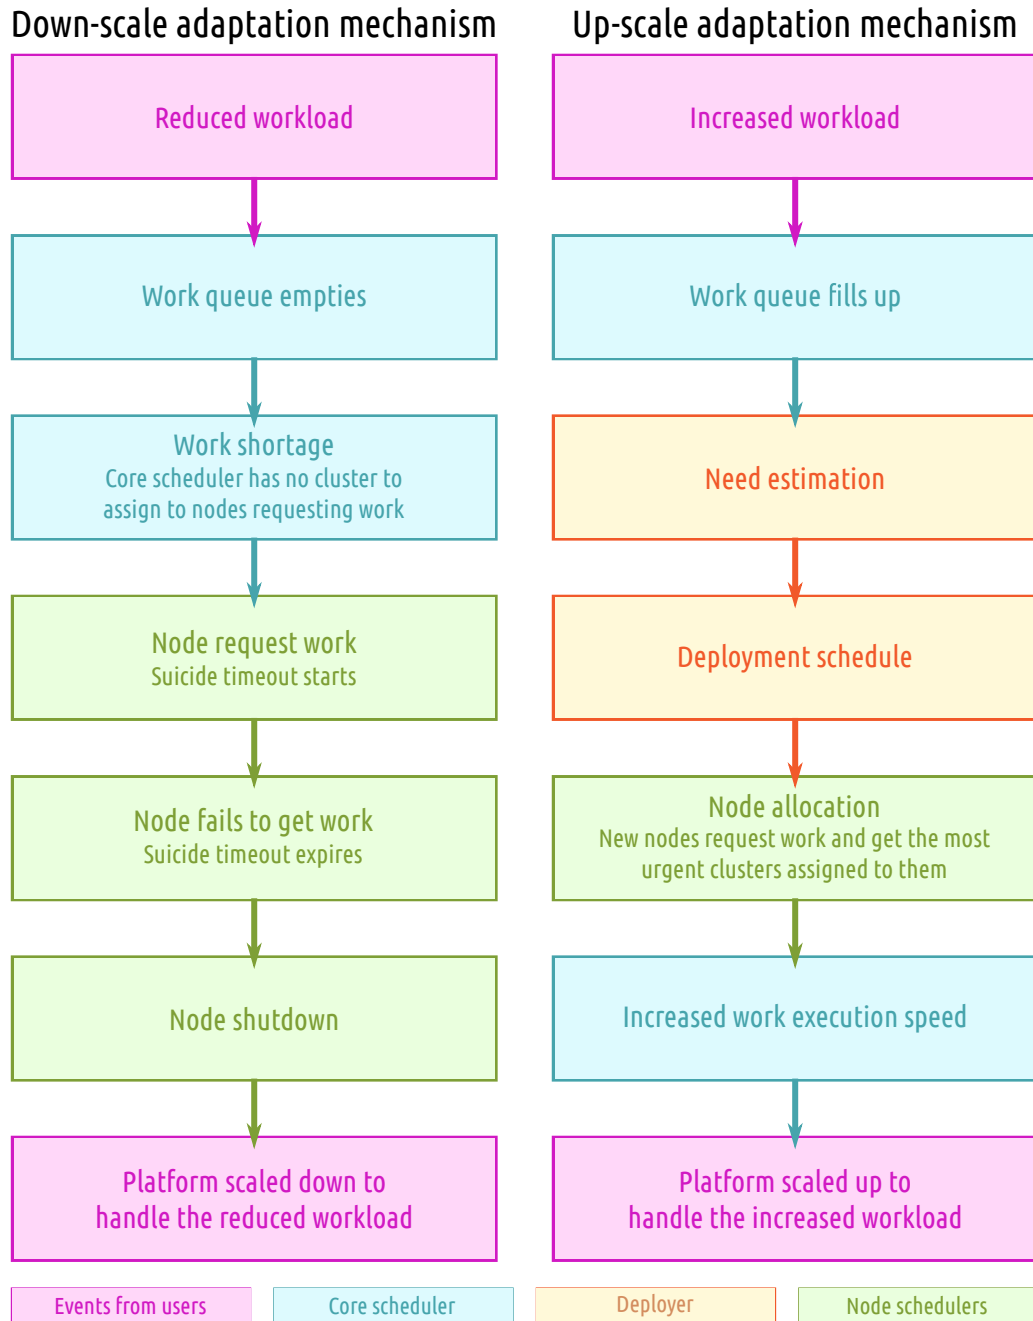 Down-scale adaptation mechanism
Reduced workload
Work queue empties
Work shortage
Core scheduler has no cluster to
assign to nodes requesting work
Node request work
Suicide timeout starts
Node fails to get work
Suicide timeout expires
Node shutdown
Platform scaled down to
handle the reduced workload
Up-scale adaptation mechanism
Increased workload
Work queue fills up
Need estimation
Deployment schedule
Node allocation
New nodes request work and get the most
urgent clusters assigned to them
Increased work execution speed
Platform scaled up to
handle the increased workload
Events from users
Core scheduler
Deployer
Node schedulers